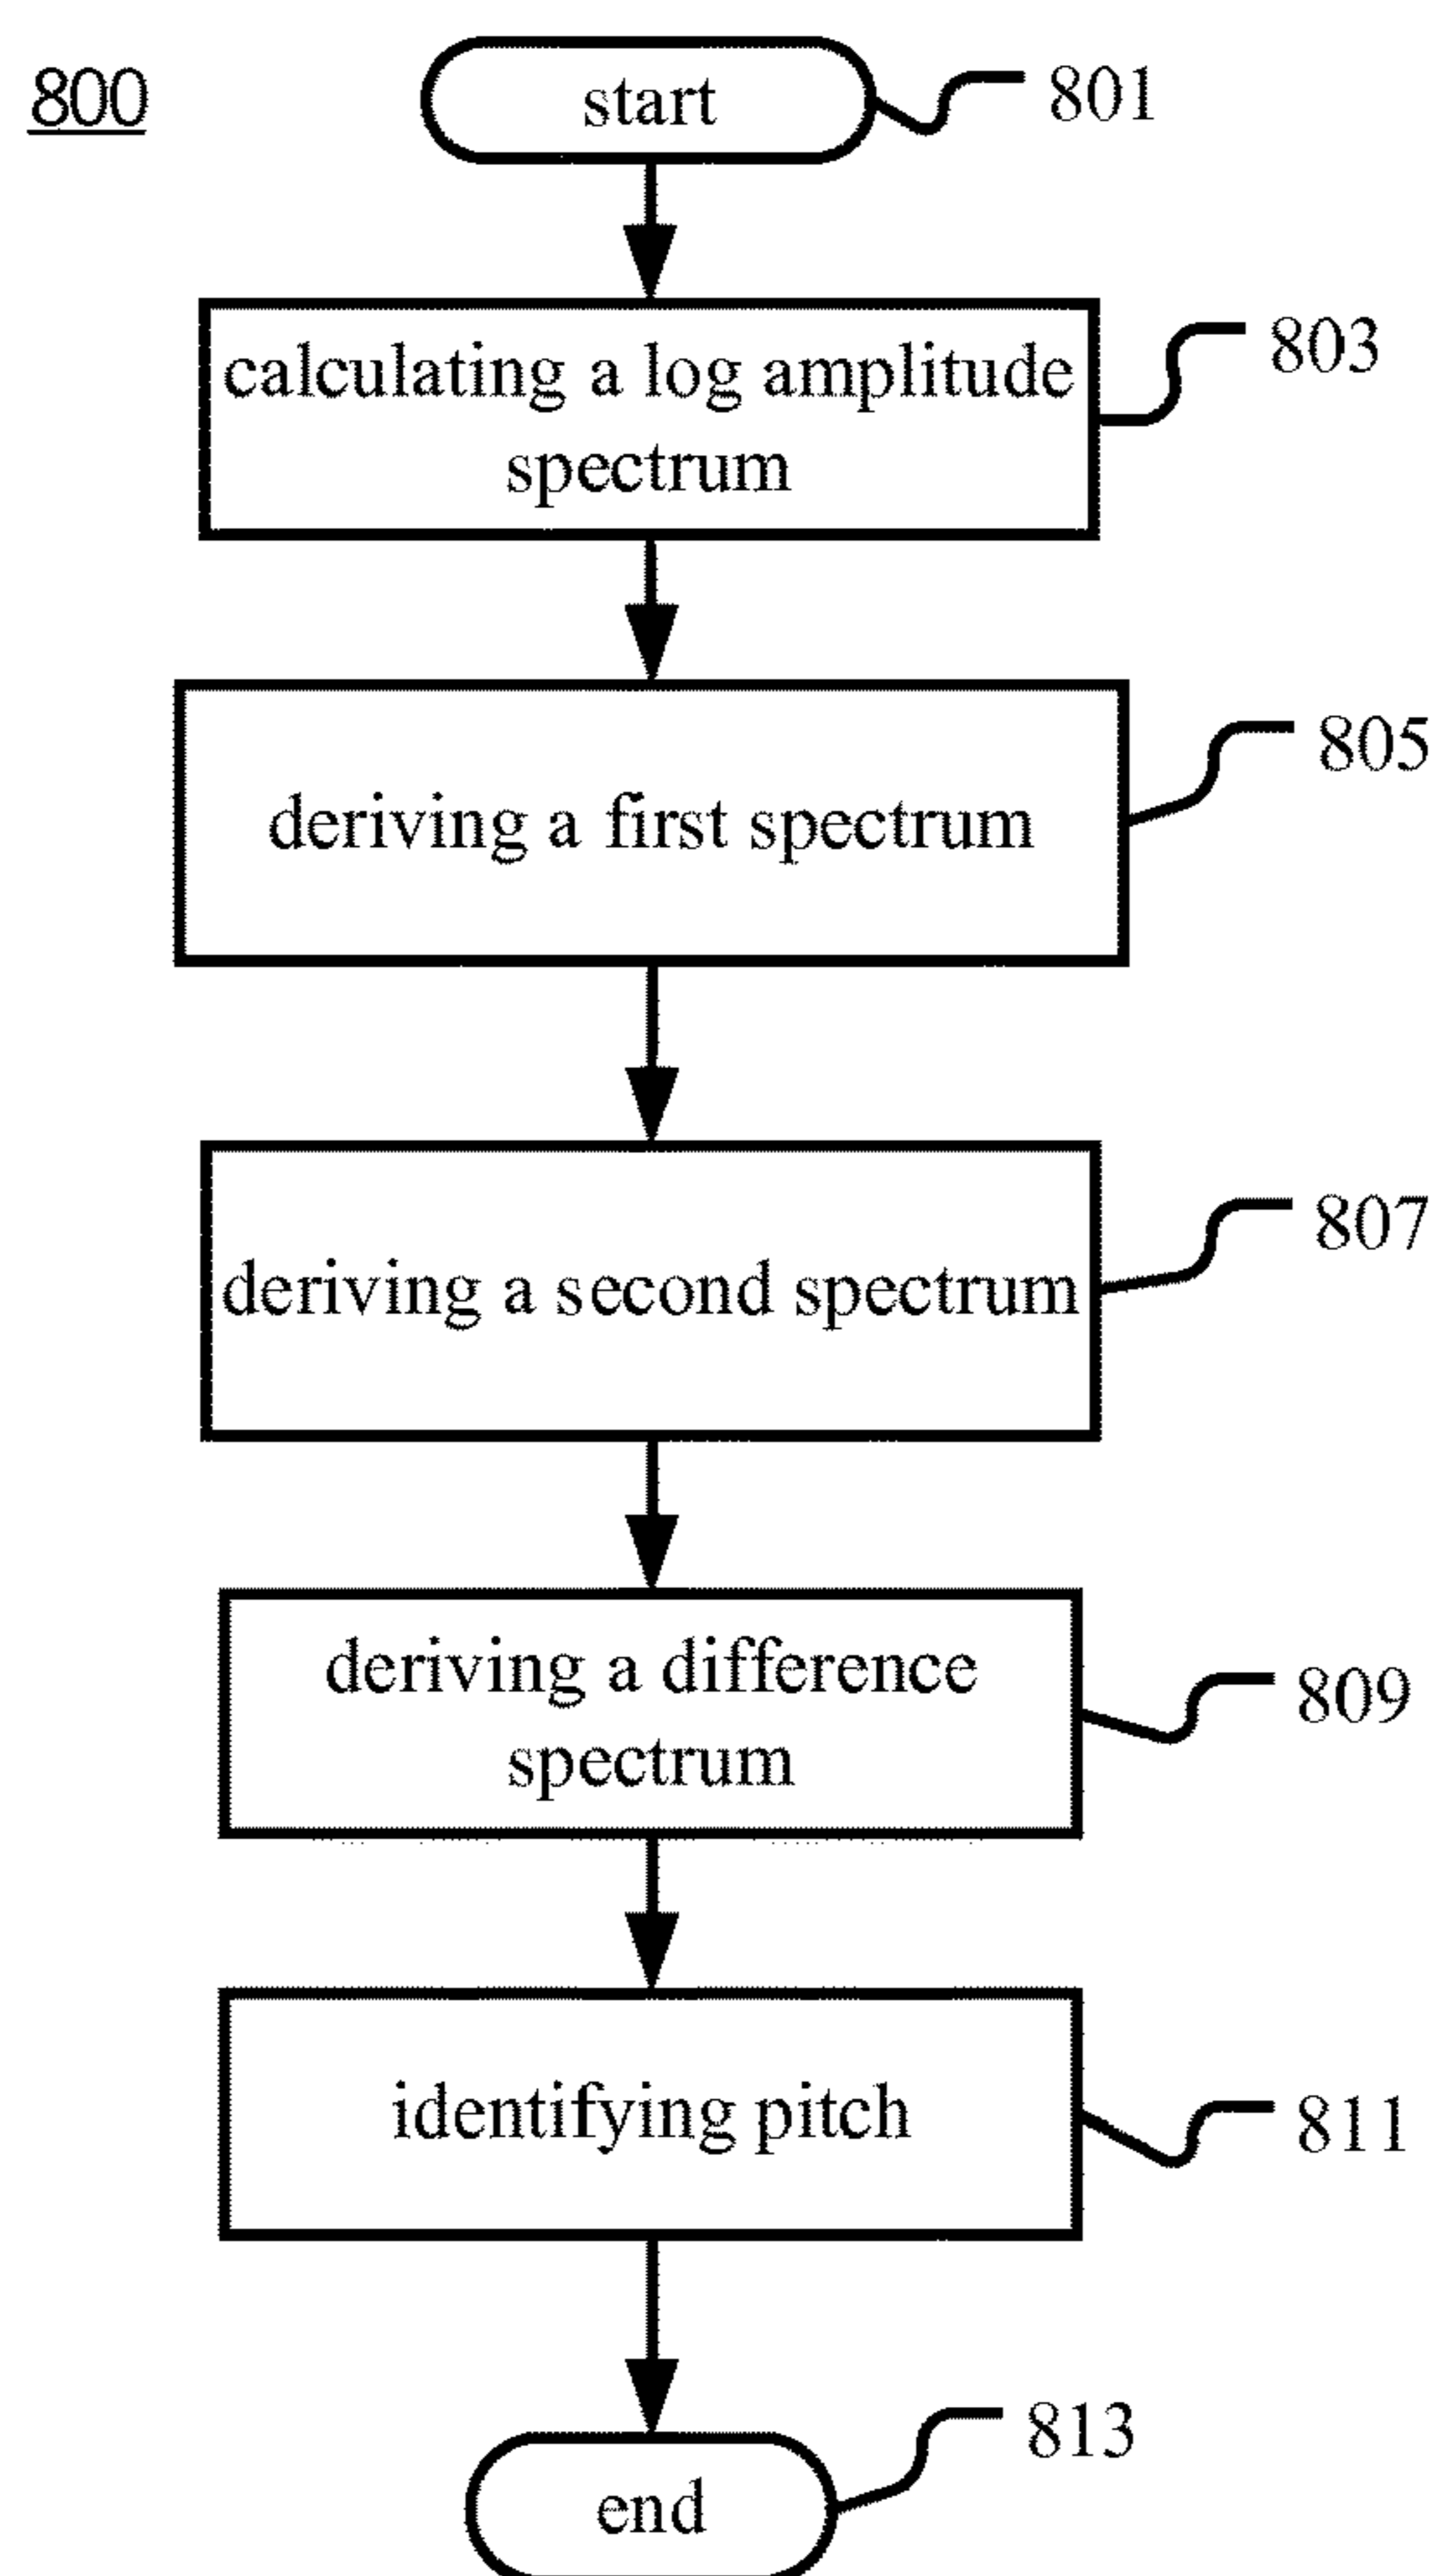 800
start
801
calculating a log amplitude
spectrum
803
deriving a first spectrum
805
deriving a second spectrum
807
deriving a difference
spectrum
809
identifying pitch
811
end
813